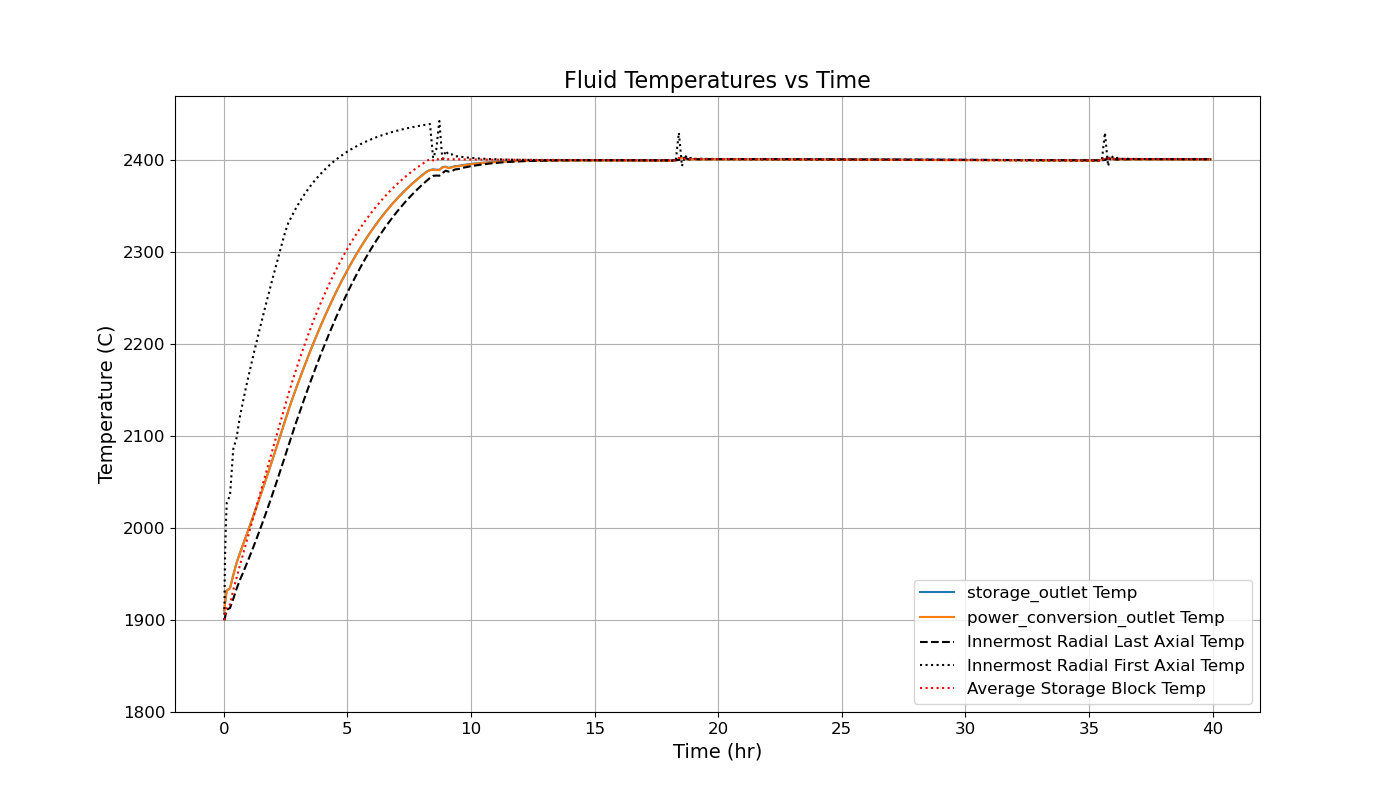 Fluid Temperatures vs Time
Temperature (C)
2400
2300
2200
2100
2000
1900
1800
storage_outlet Temp
power_conversion_outlet Temp
Innermost Radial Last Axial Temp
Innermost Radial First Axial Temp
Average Storage Block Temp
0 5 10 15 20 25 30 35 40
Time (hr)